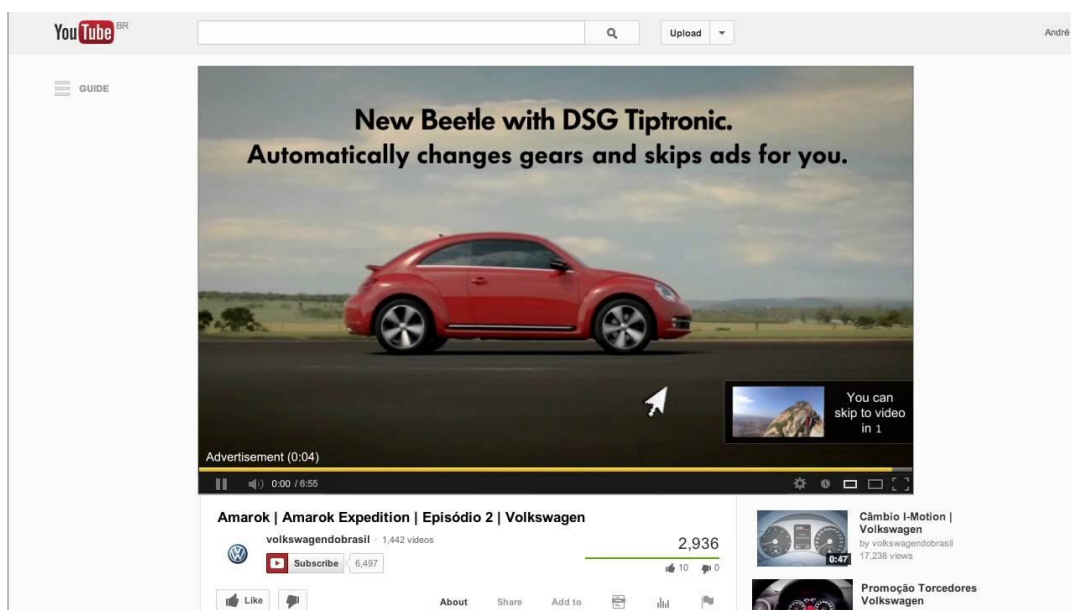 YouTube BR
Upload
André
GUIDE
New Beetle with DSG Tiptronic.
Automatically changes gears and skips ads for you.
You can
skip to video
in 1
Advertisement (0:04)
0:00 / 6:55
Amarok | Amarok Expedition | Episódio 2 | Volkswagen
volkswagendobrasil · 1,442 videos
Subscribe 6,497
2,936
10 0
Like
About Share Add to
Câmbio I-Motion |
Volkswagen
by volkswagendobrasil
17,238 views
0:47
Promoção Torcedores
Volkswagen